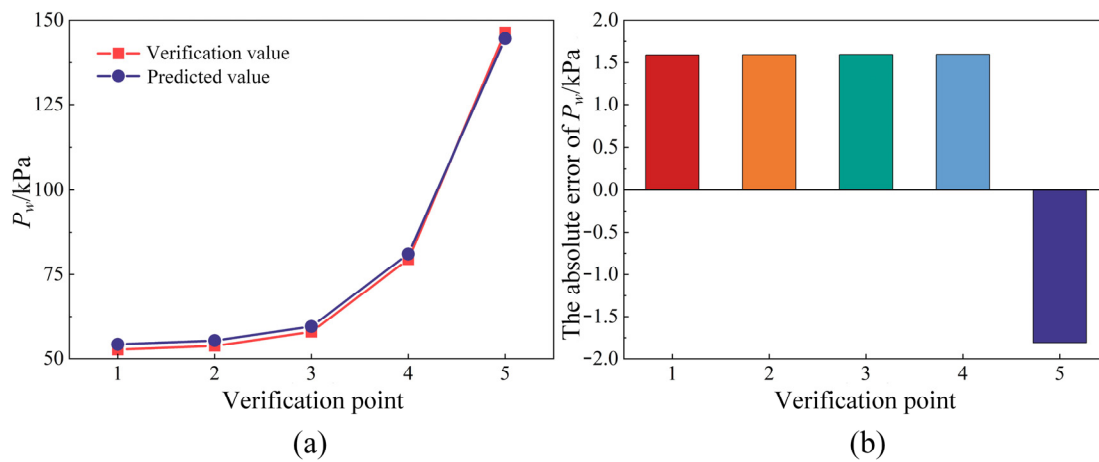 150
125
100
75
50
P_w/kPa
Verification value
Predicted value
1 2 3 4 5
Verification point
(a)
2.0
1.5
1.0
0.5
0.0
−0.5
−1.0
−1.5
−2.0
The absolute error of P_w/kPa
1 2 3 4 5
Verification point
(b)